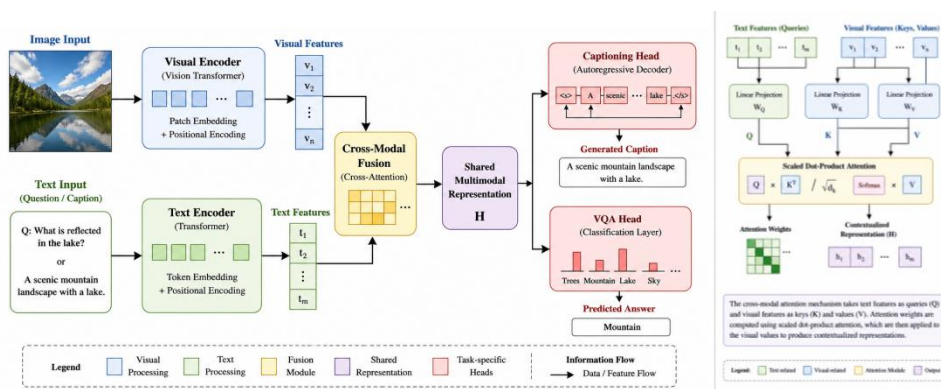 Image Input
Visual Encoder
(Vision Transformer)
Patch Embedding
+ Positional Encoding
Visual Features
v1
v2
⋮
vn
Text Input
(Question / Caption)
Q: What is reflected
in the lake?
or
A scenic mountain
landscape with a lake.
Text Encoder
(Transformer)
Token Embedding
+ Positional Encoding
Text Features
t1
t2
⋮
tm
Cross-Modal
Fusion
(Cross-Attention)
Shared
Multimodal
Representation
H
Captioning Head
(Autoregressive Decoder)
<s> A scenic ... lake .</s>
Generated Caption
A scenic mountain landscape
with a lake.
VQA Head
(Classification Layer)
Trees Mountain Lake Sky ...
Predicted Answer
Mountain
Legend
Visual Processing
Text Processing
Fusion Module
Shared Representation
Task-specific Heads
Information Flow
Data / Feature Flow
Text Features (Queries)
t1 t2 ... tm
Visual Features (Keys, Values)
v1 v2 ... vn
Linear Projection
WQ
Linear Projection
WK
Linear Projection
WV
Q
K
V
Scaled Dot-Product Attention
Q × K^T / √dk Softmax × V
Attention Weights
Contextualized
Representation (H)
h1 h2 ... hm
The cross-modal attention mechanism takes text features as queries (Q)
and visual features as keys (K) and values (V). Attention weights are
computed using scaled dot-product attention, which are then applied to
the visual values to produce contextualized representations.
Legend: Text-related Visual-related Attention Module Output